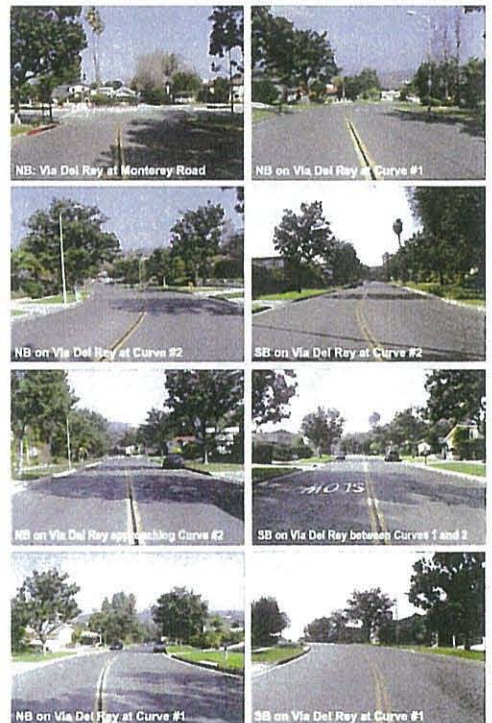 NB: Via Del Rey at Monterey Road
NB on Via Del Rey at Curve #1
NB on Via Del Rey at Curve #2
SB on Via Del Rey at Curve #2
NB on Via Del Rey approaching Curve #2
SLOW
SB on Via Del Rey between Curves 1 and 2
NB on Via Del Rey at Curve #1
SB on Via Del Rey at Curve #1